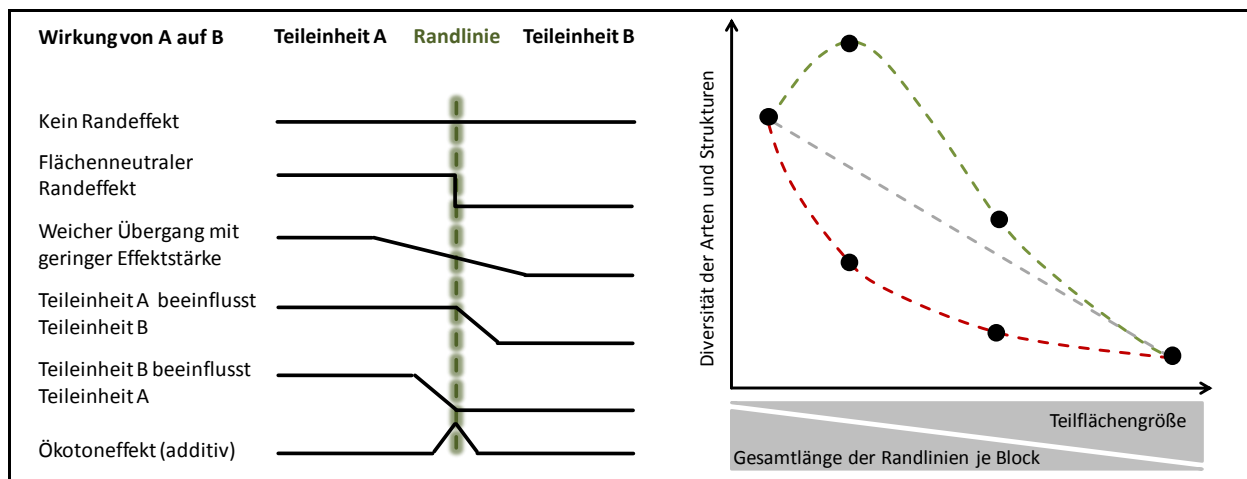 Wirkung von A auf B Teileinheit A Randlinie Teileinheit B
Kein Randeffekt
Flächenneutraler
Randeffekt
Weicher Übergang mit
geringer Effektstärke
Teileinheit A beeinflusst
Teileinheit B
Teileinheit B beeinflusst
Teileinheit A
Ökotoneffekt (additiv)
Diversität der Arten und Strukturen
Teilflächengröße
Gesamtlänge der Randlinien je Block